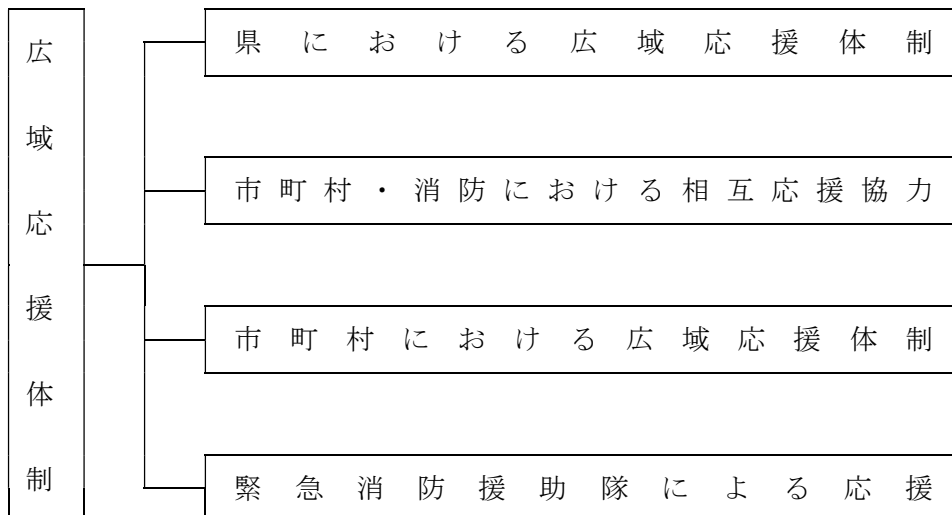 広域応援体制
県における広域応援体制
市町村・消防における相互応援協力
市町村における広域応援体制
緊急消防援助隊による応援